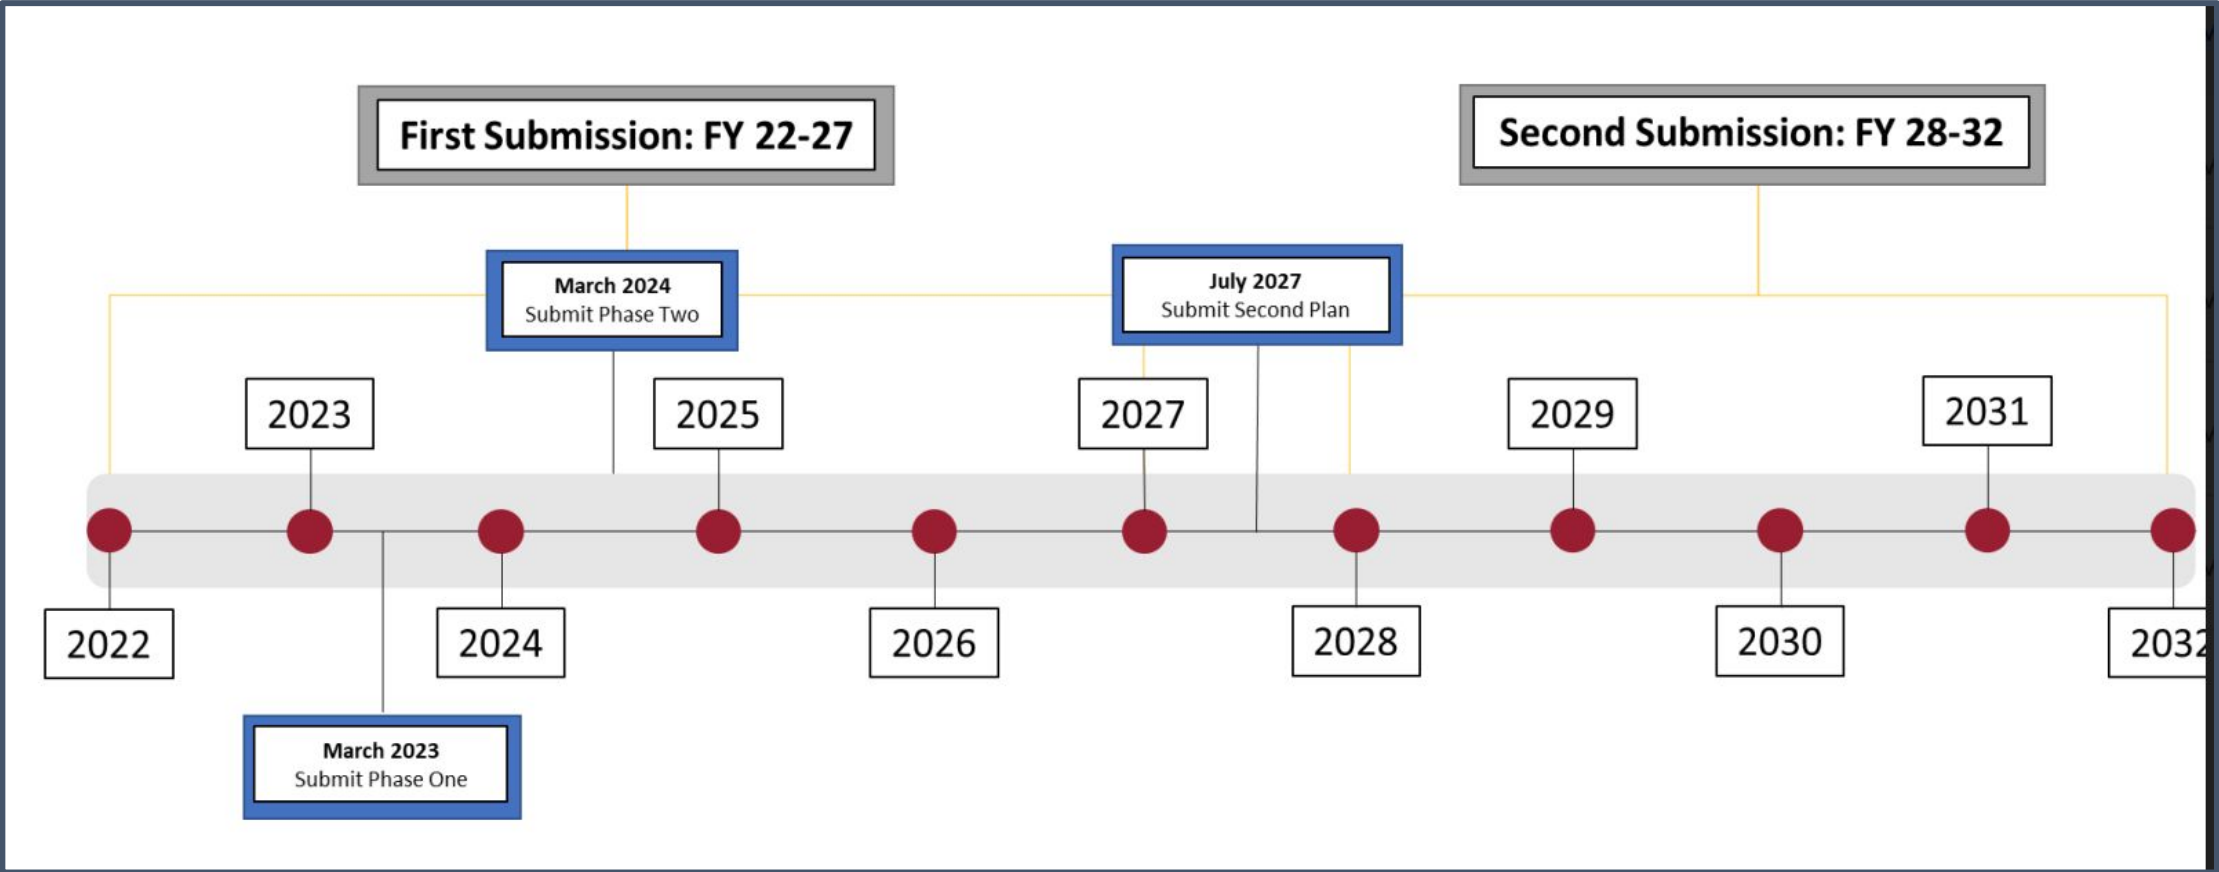 First Submission: FY 22-27
Second Submission: FY 28-32
March 2024
Submit Phase Two
July 2027
Submit Second Plan
2023
2025
2027
2029
2031
2022
2024
2026
2028
2030
2032
March 2023
Submit Phase One